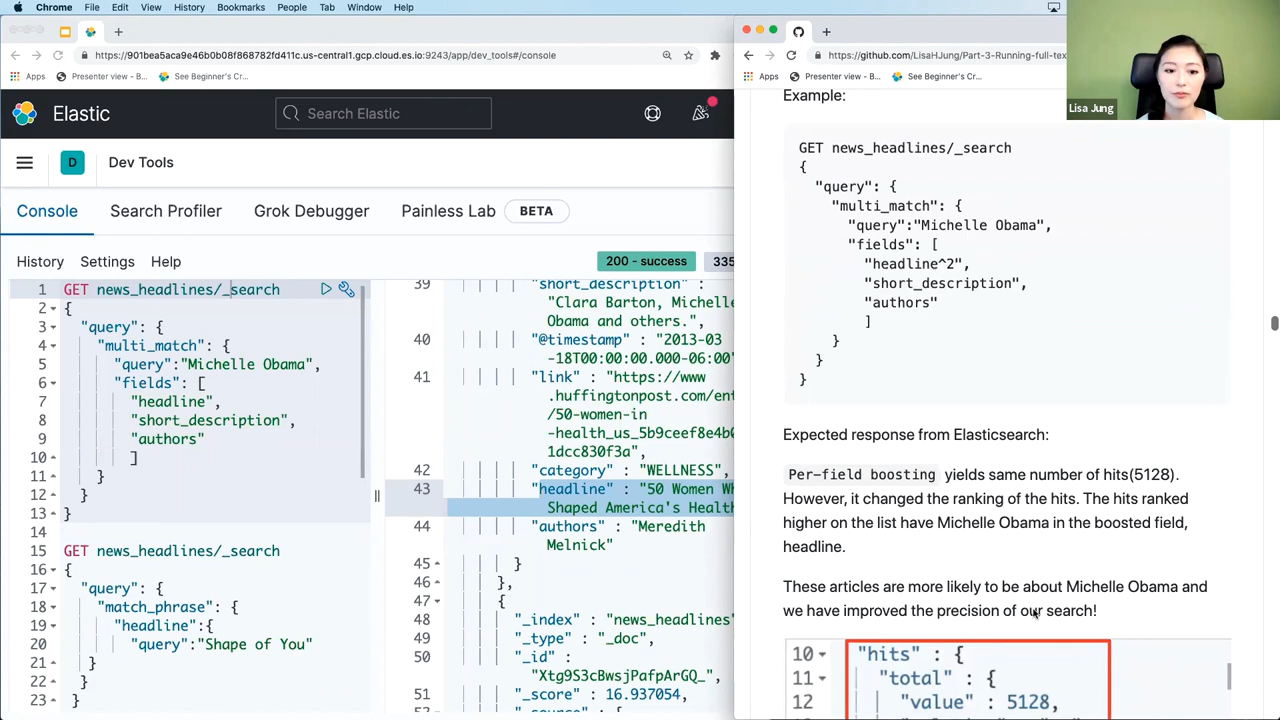 Chrome File Edit View History Bookmarks People Tab Window Help
https://901bea5aca9e46b0b08f868782fd411c.us-central1.gcp.cloud.es.io:9243/app/dev_tools#/console
Apps Presenter view - B... See Beginner's Cr...
Elastic
Search Elastic
D
Dev Tools
Console Search Profiler Grok Debugger Painless Lab BETA
History Settings Help
200 - success
335
1 GET news_headlines/_search
2 {
3 "query": {
4 "multi_match": {
5 "query":"Michelle Obama",
6 "fields": [
7 "headline",
8 "short_description",
9 "authors"
10 ]
11 }
12 }
13 }
14
15 GET news_headlines/_search
16 {
17 "query": {
18 "match_phrase": {
19 "headline":{
20 "query":"Shape of You"
21 }
22 }
23 }
39 "short_description" :
"Clara Barton, Michelle
Obama and others.",
40 "@timestamp" : "2013-03
-18T00:00:00.000-06:00"
41 "link" : "https://www
.huffingtonpost.com/ent
/50-women-in
-health_us_5b9ceef8e4b0
1dcc830f3a",
42 "category" : "WELLNESS",
43 "headline" : "50 Women Wh
Shaped America's Health
44 "authors" : "Meredith
Melnick"
45 }
46 },
47 {
48 "_index" : "news_headlines"
49 "_type" : "_doc",
50 "_id" :
"Xtg9S3cBwsjPafpArGQ_",
51 "_score" : 16.937054,
https://github.com/LisaHJung/Part-3-Running-full-tex
Apps Presenter view - B... See Beginner's Cr...
Lisa Jung
Example:
GET news_headlines/_search
{
"query": {
"multi_match": {
"query":"Michelle Obama",
"fields": [
"headline^2",
"short_description",
"authors"
]
}
}
}
Expected response from Elasticsearch:
Per-field boosting yields same number of hits(5128).
However, it changed the ranking of the hits. The hits ranked
higher on the list have Michelle Obama in the boosted field,
headline.
These articles are more likely to be about Michelle Obama and
we have improved the precision of our search!
10 "hits" : {
11 "total" : {
12 "value" : 5128,